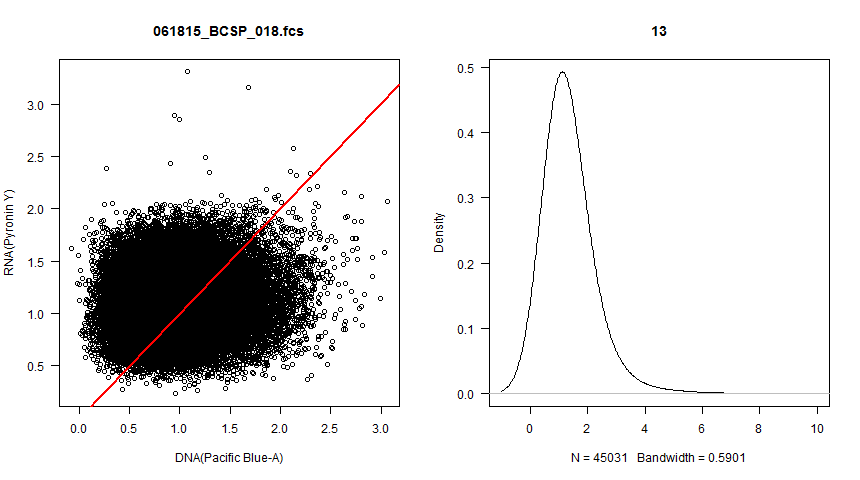 061815_BCSP_018.fcs
RNA(Pyronin Y)
3.0
2.5
2.0
1.5
1.0
0.5
0.0 0.5 1.0 1.5 2.0 2.5 3.0
DNA(Pacific Blue-A)
13
Density
0.5
0.4
0.3
0.2
0.1
0.0
0 2 4 6 8 10
N = 45031 Bandwidth = 0.5901